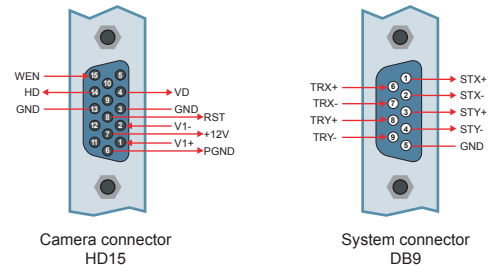 WEN
HD
GND
15
5
10
14
4
9
13
3
8
12
2
7
11
1
6
VD
GND
RST
V1-
+12V
V1+
PGND
Camera connector
HD15
TRX+
TRX-
TRY+
TRY-
1
6
2
7
3
8
4
9
5
STX+
STX-
STY+
STY-
GND
System connector
DB9